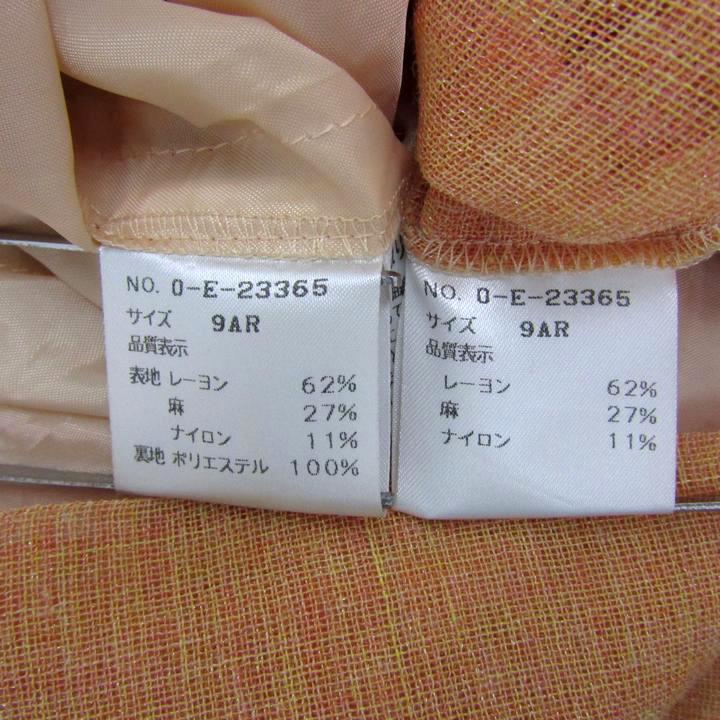 NO. 0-E-23365
サイズ 9AR
品質表示
表地 レーヨン 62%
麻 27%
ナイロン 11%
裏地 ポリエステル 100%
NO. 0-E-23365
サイズ 9AR
品質表示
レーヨン 62%
麻 27%
ナイロン 11%